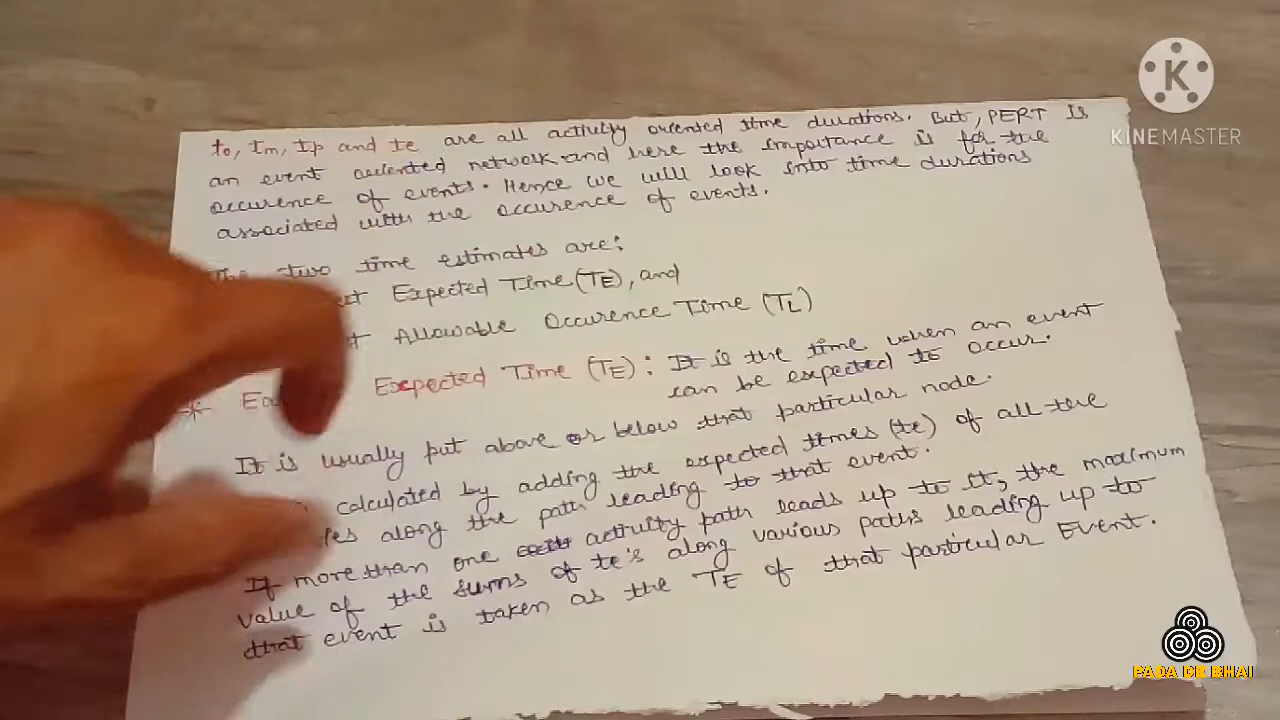 to, tm, tp and te are all activity oriented time durations. But, PERT is
an event oriented network and here the importance is for the
occurence of events. Hence we will look into time durations
associated with the occurence of events.
The two time estimates are:
Expected Time (TE), and
Allowable Occurence Time (TL)
* Expected Time (TE): It is the time when an event
can be expected to occur.
It is usually put above or below that particular node.
calculated by adding the expected times (te) of all the
along the path leading to that event.
If more than one activity path leads up to it, the maximum
value of the sums of te's along various paths leading up to
that event is taken as the TE of that particular Event.
K
KINEMASTER
PADA DE BHAI